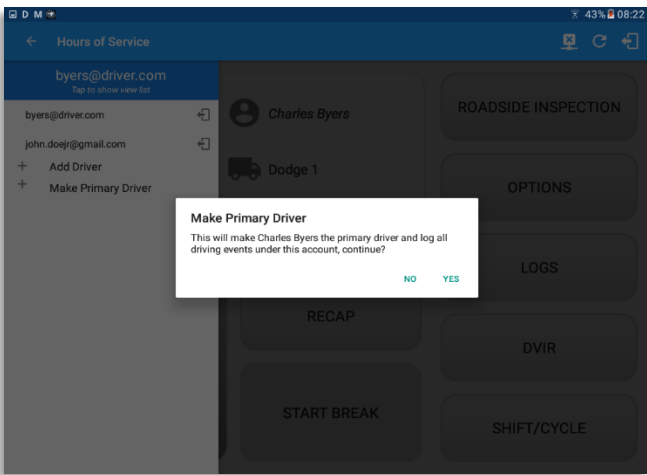 D M 43% 08:22
Hours of Service
byers@driver.com
Tap to show view list
byers@driver.com
john.doejr@gmail.com
+ Add Driver
+ Make Primary Driver
Charles Byers
Dodge 1
RECAP
START BREAK
ROADSIDE INSPECTION
OPTIONS
LOGS
DVIR
SHIFT/CYCLE
Make Primary Driver
This will make Charles Byers the primary driver and log all
driving events under this account, continue?
NO YES